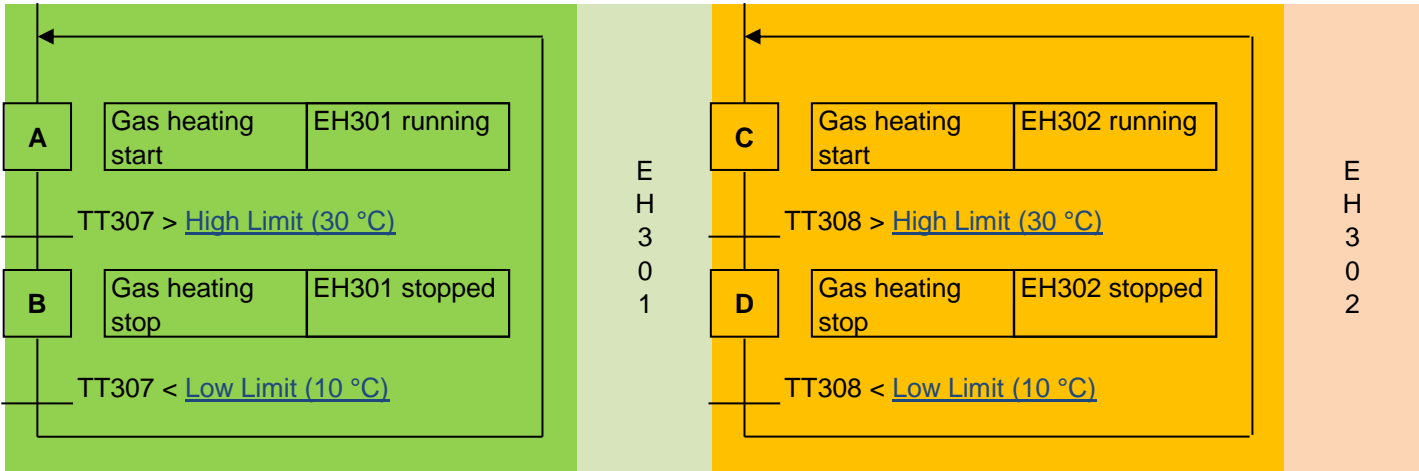 A
Gas heating
start
EH301 running
TT307 > High Limit (30 °C)
B
Gas heating
stop
EH301 stopped
TT307 < Low Limit (10 °C)
E
H
3
0
1
C
Gas heating
start
EH302 running
TT308 > High Limit (30 °C)
D
Gas heating
stop
EH302 stopped
TT308 < Low Limit (10 °C)
E
H
3
0
2